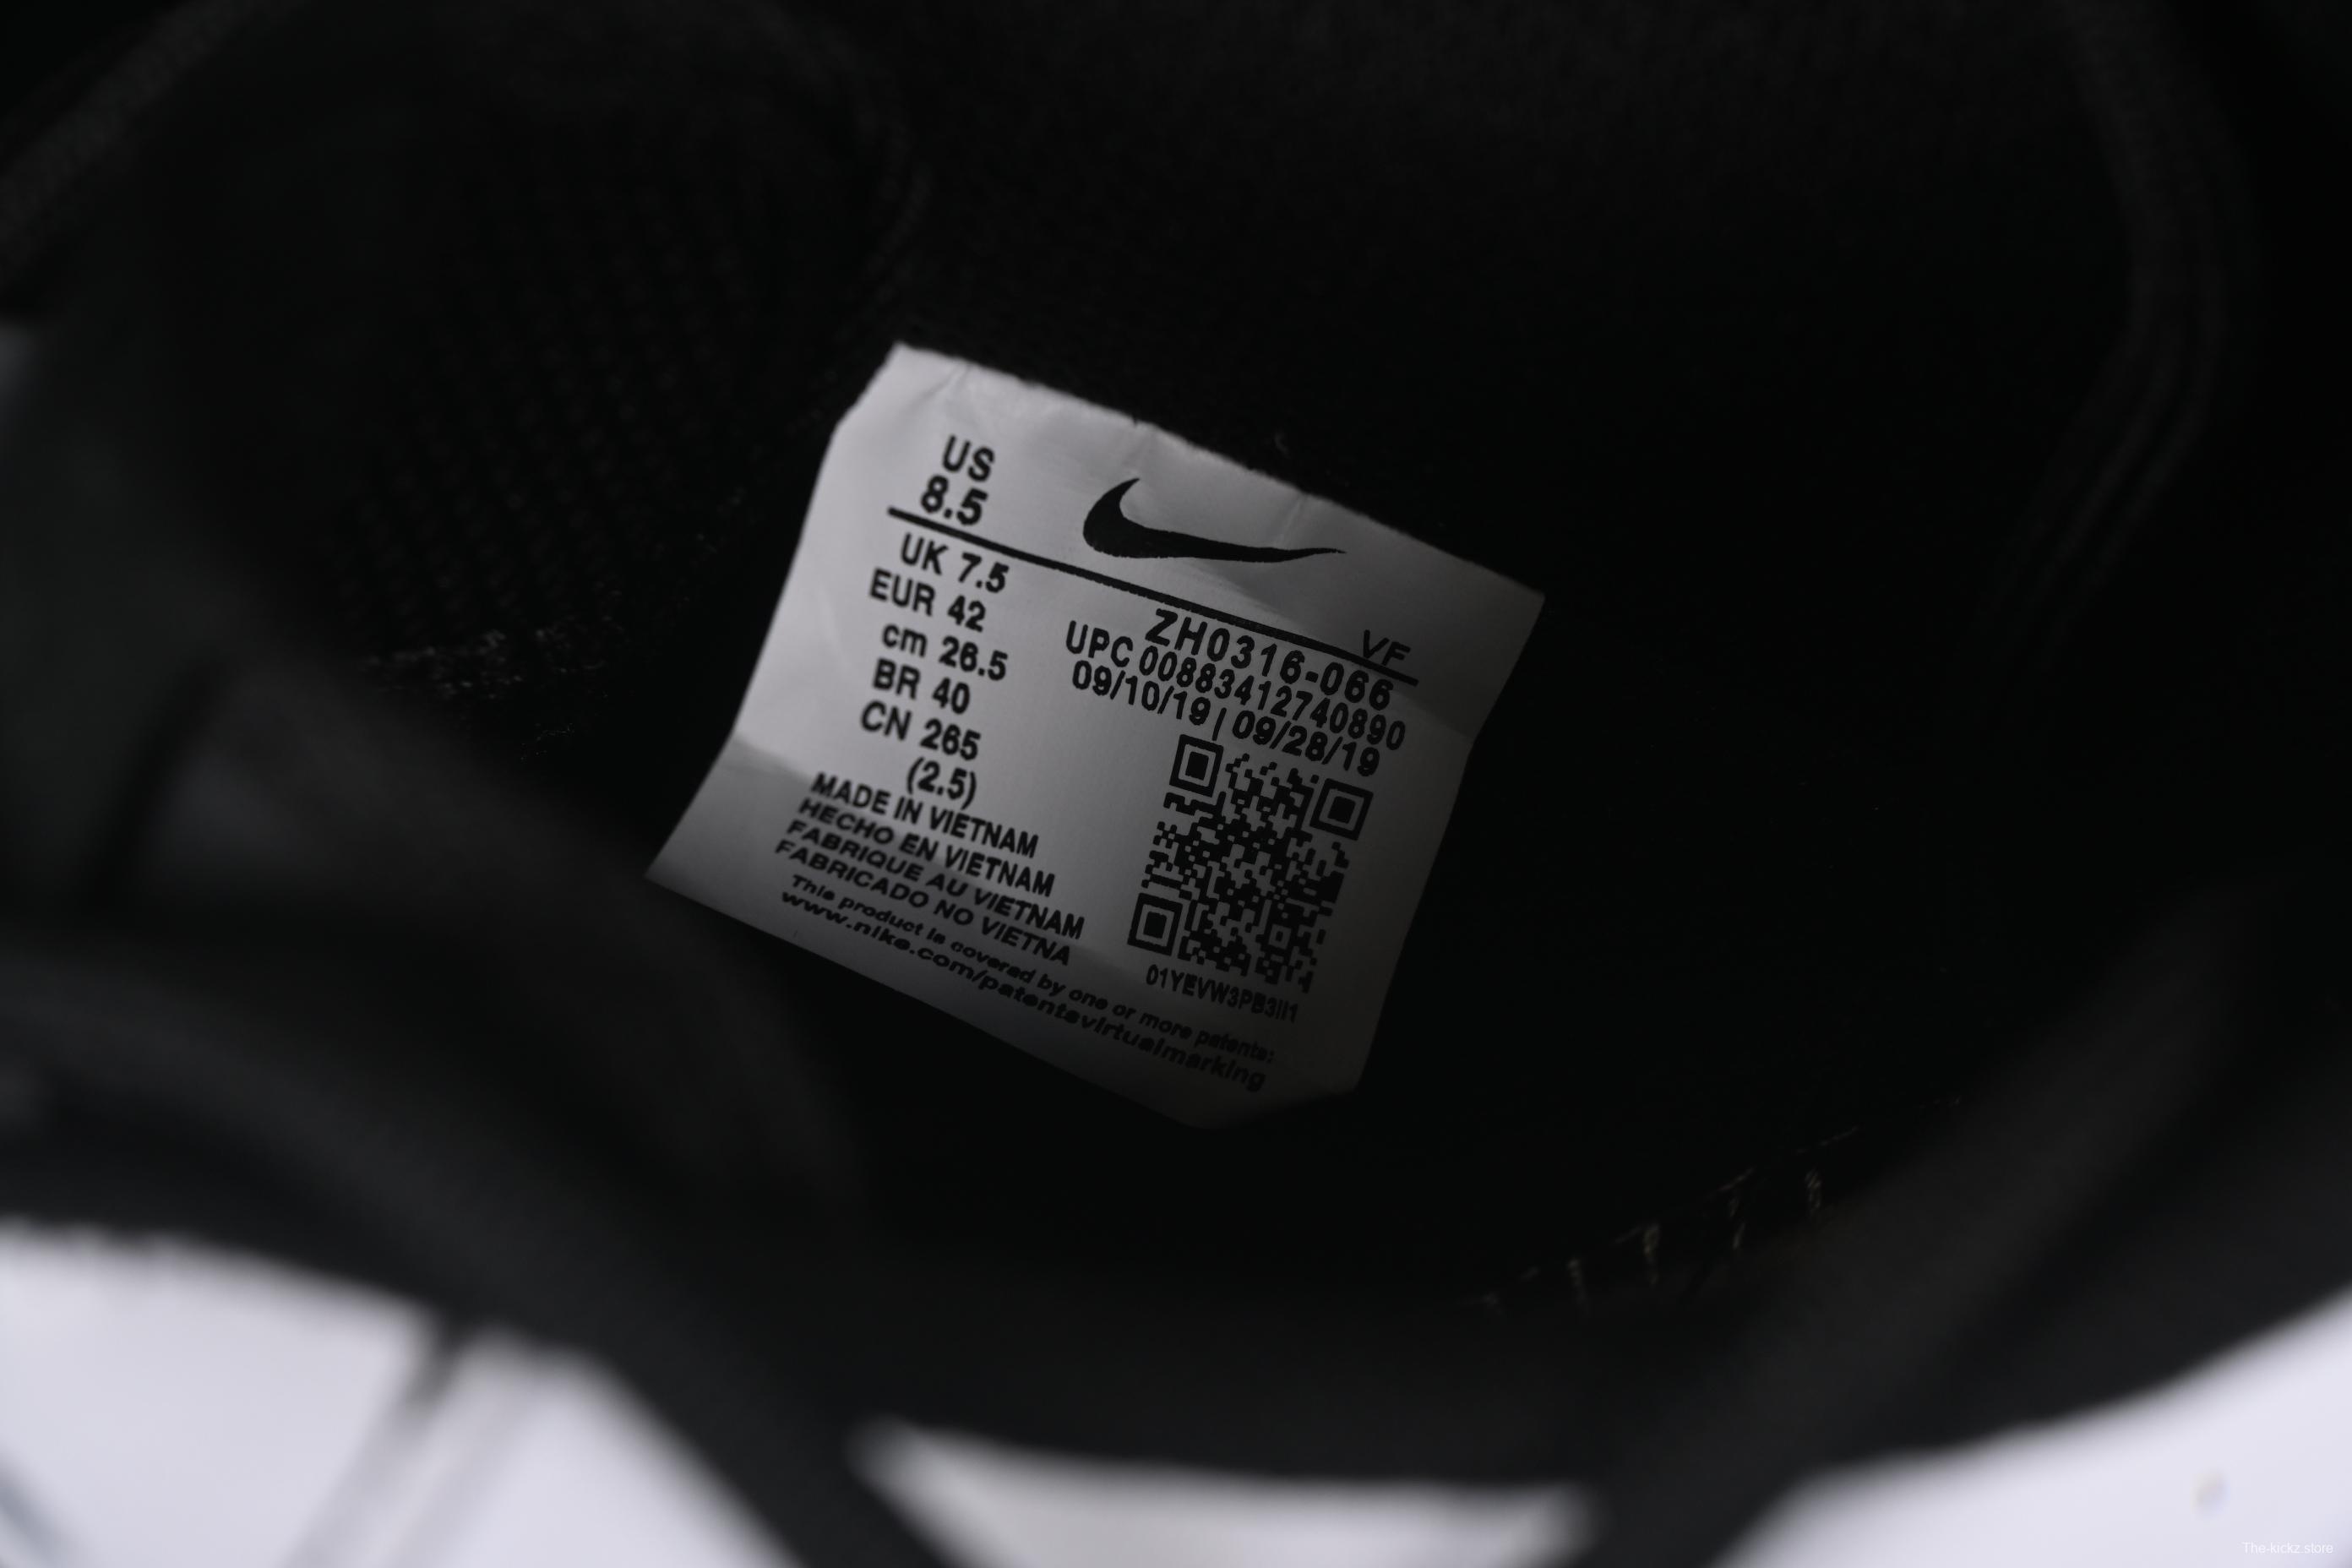 US
8.5
UK 7.5
EUR 42
cm 26.5
BR 40
CN 265
(2.5)
VF
ZH0316-066
UPC 00883412740890
09/10/19 | 09/28/19
MADE IN VIETNAM
HECHO EN VIETNAM
FABRIQUE AU VIETNAM
FABRICADO NO VIETNA
01YEVW3PB3II1
This product is covered by one or more patents:
www.nike.com/patentsvirtualmarking
The-kickz.store